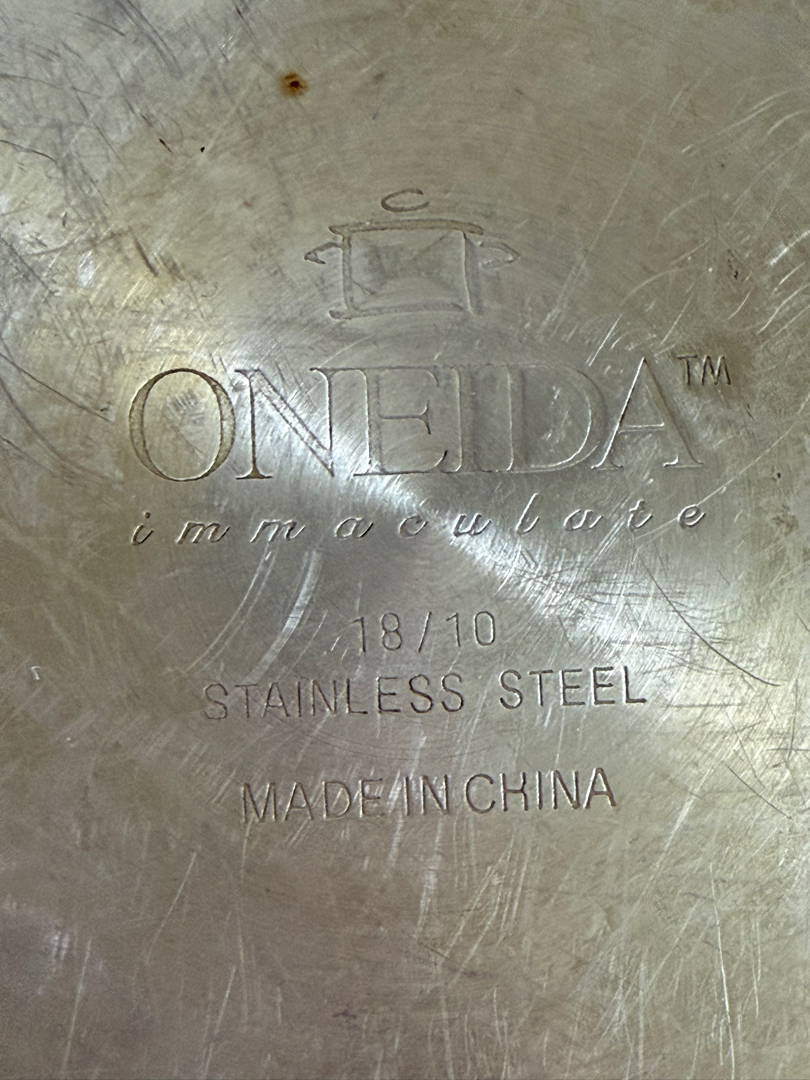 ONEIDA™
immaculate
18/10
STAINLESS STEEL
MADE IN CHINA